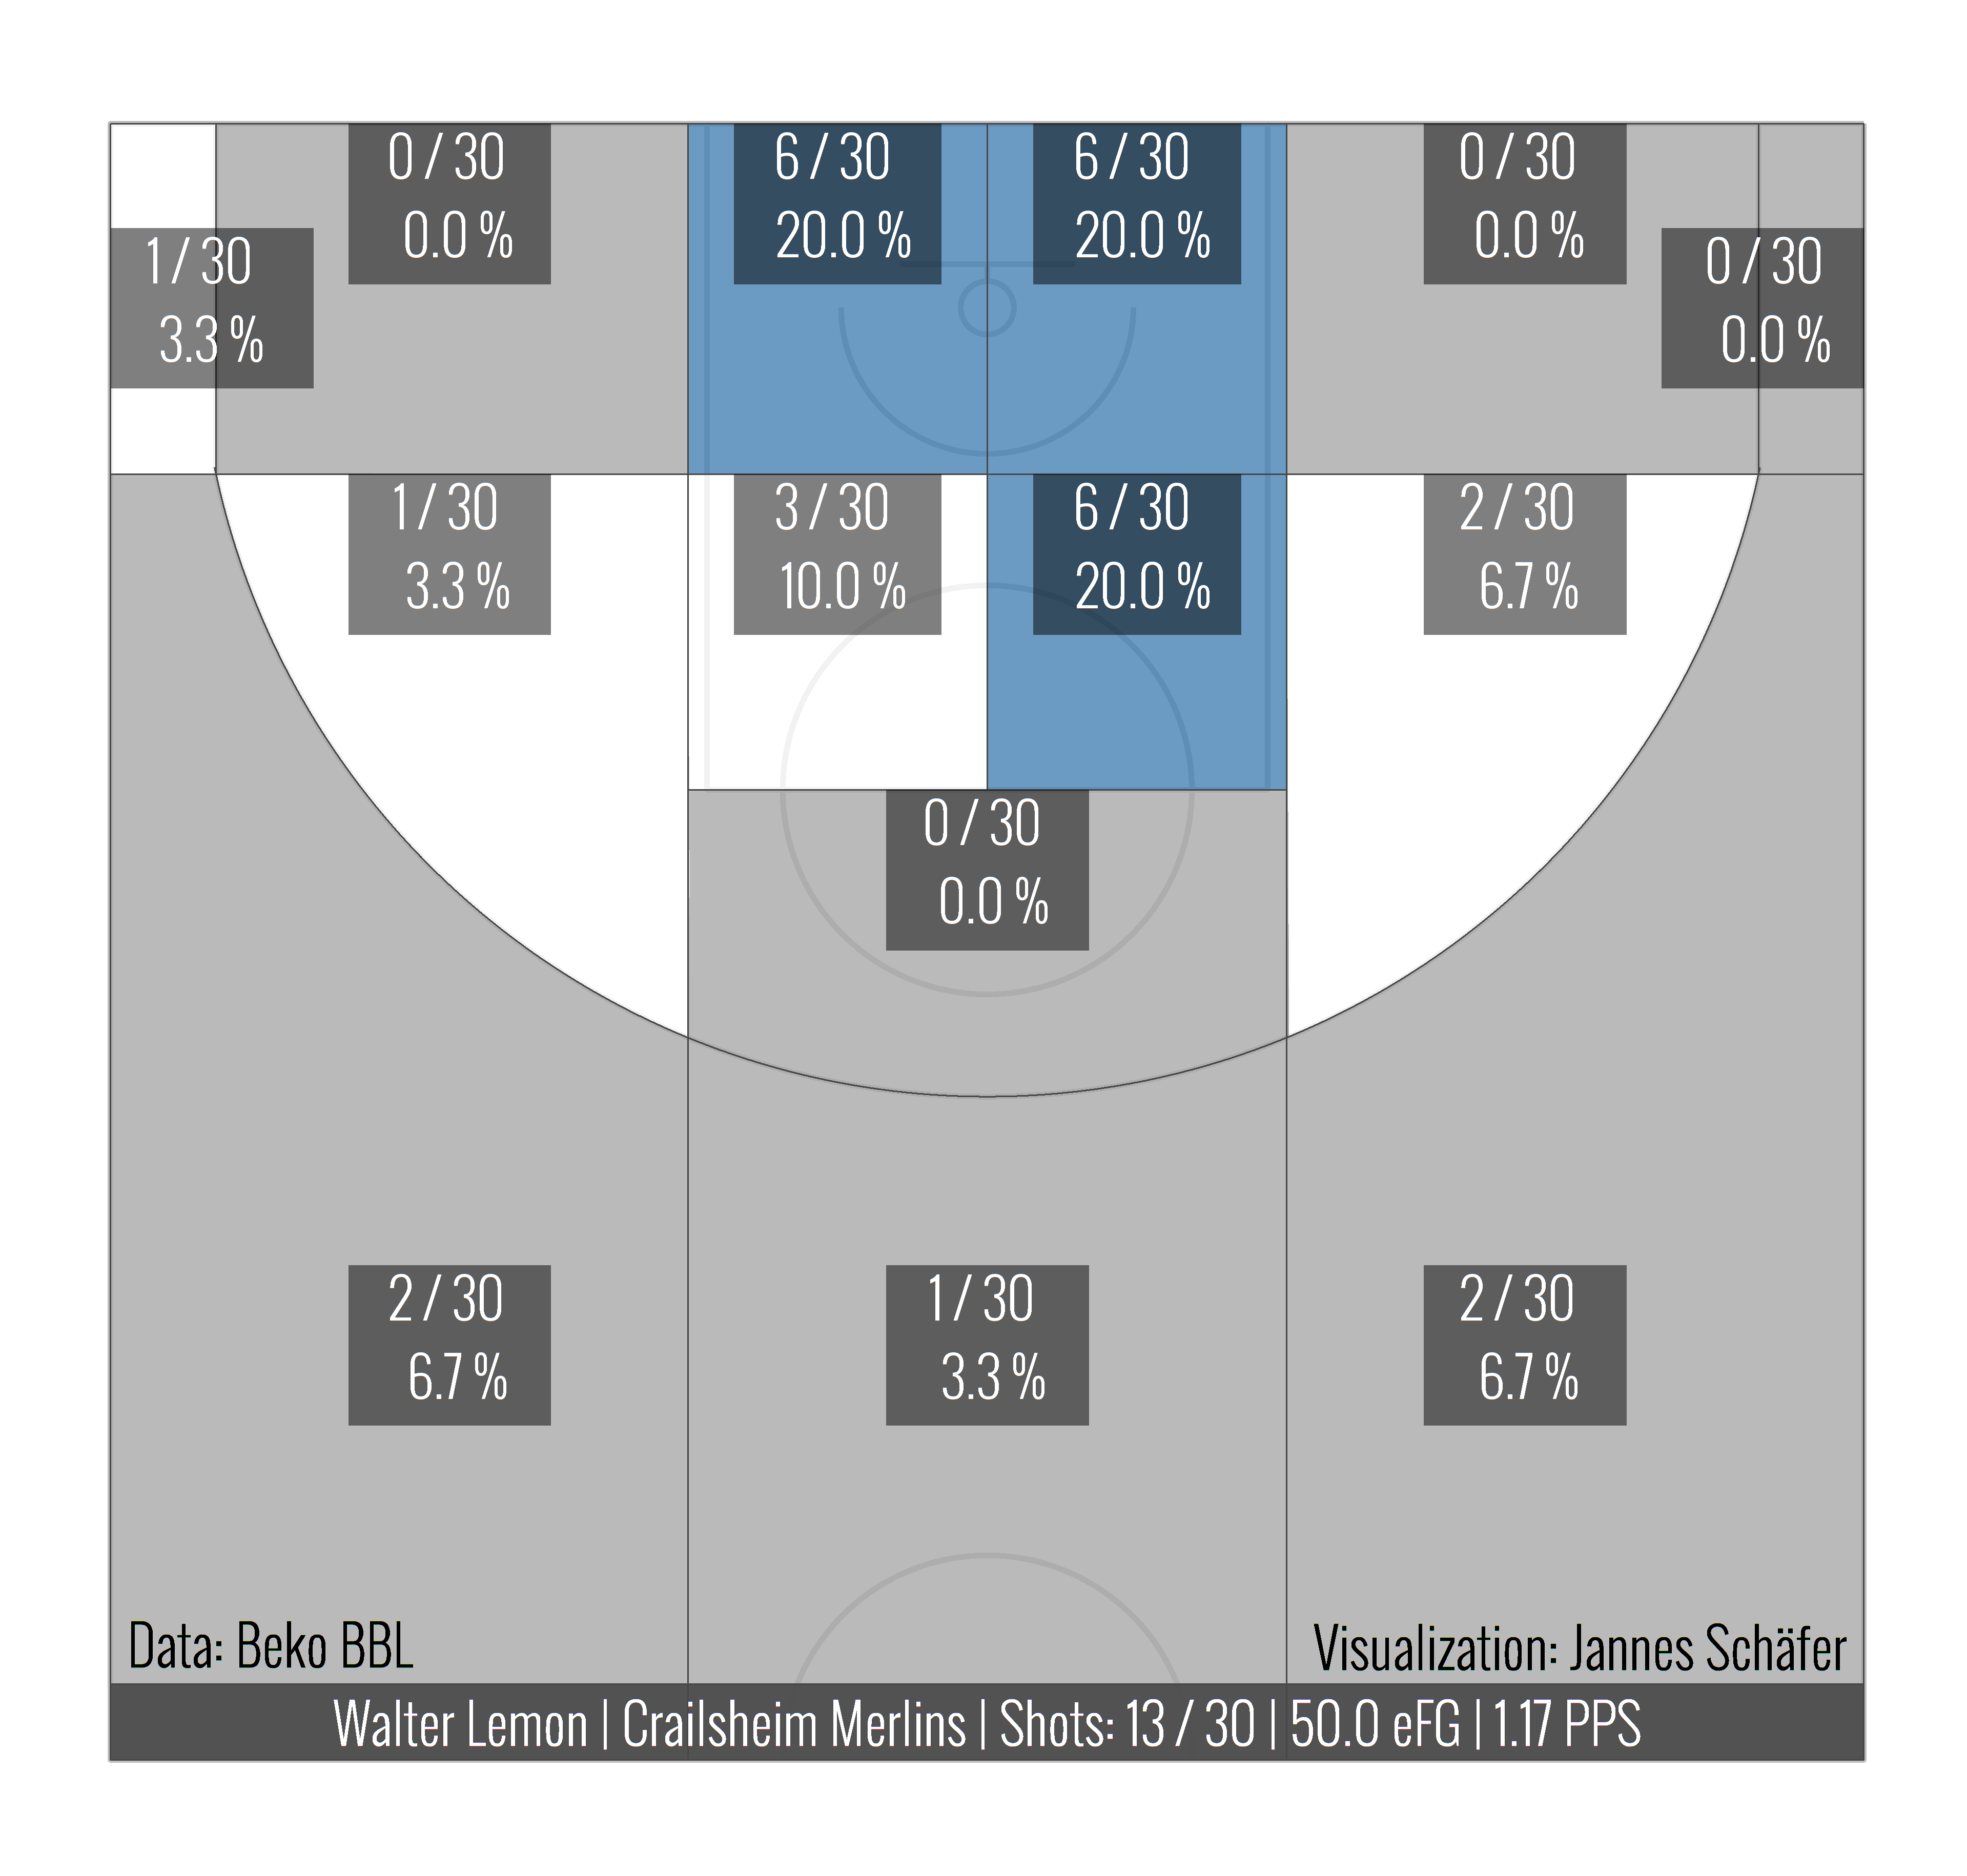 0 / 30
0.0 %
6 / 30
20.0 %
6 / 30
20.0 %
0 / 30
0.0 %
1 / 30
3.3 %
0 / 30
0.0 %
1 / 30
3.3 %
3 / 30
10.0 %
6 / 30
20.0 %
2 / 30
6.7 %
0 / 30
0.0 %
2 / 30
6.7 %
1 / 30
3.3 %
2 / 30
6.7 %
Data: Beko BBL
Visualization: Jannes Schäfer
Walter Lemon | Crailsheim Merlins | Shots: 13 / 30 | 50.0 eFG | 1.17 PPS